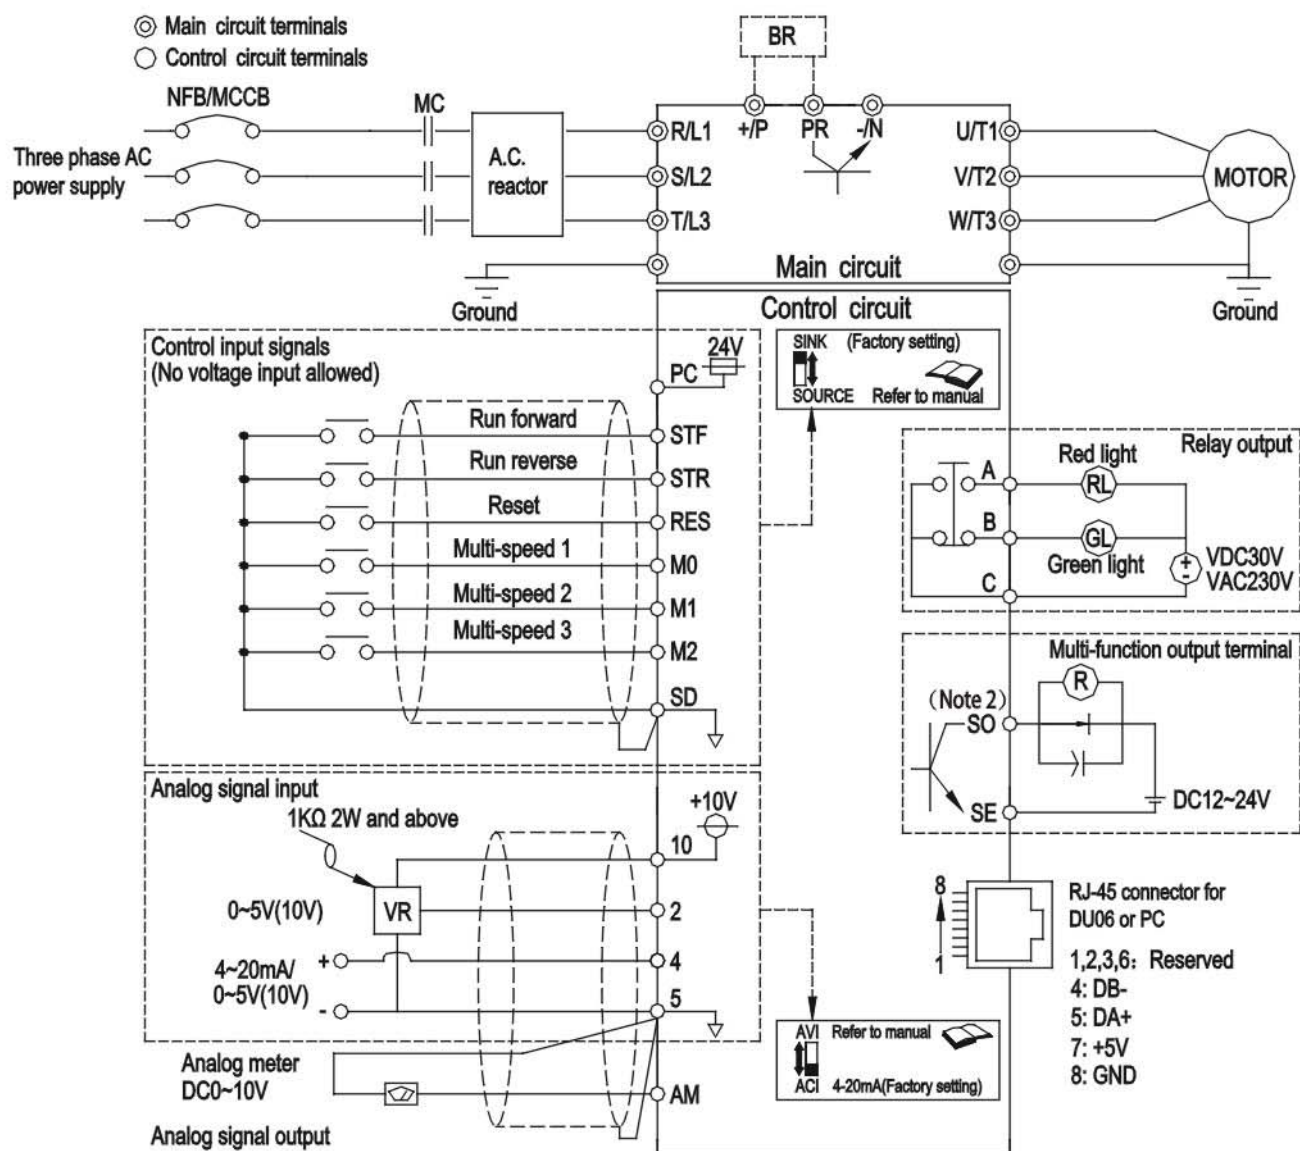 Main circuit terminals
Control circuit terminals
BR
NFB/MCCB
MC
Three phase AC
power supply
A.C.
reactor
R/L1
S/L2
T/L3
+/P
PR
-/N
U/T1
V/T2
W/T3
MOTOR
Main circuit
Ground
Ground
Control circuit
Control input signals
(No voltage input allowed)
24V
PC
SINK (Factory setting)
SOURCE Refer to manual
Run forward
STF
Run reverse
STR
Reset
RES
Multi-speed 1
M0
Multi-speed 2
M1
Multi-speed 3
M2
SD
Relay output
Red light
A
RL
B
GL
Green light
C
+
-
VDC30V
VAC230V
Multi-function output terminal
R
(Note 2)
SO
SE
DC12~24V
Analog signal input
1KΩ 2W and above
+10V
10
VR
0~5V(10V)
2
4~20mA/
0~5V(10V)
+
4
-
5
8
1
RJ-45 connector for
DU06 or PC
1,2,3,6: Reserved
4: DB-
5: DA+
7: +5V
8: GND
AVI Refer to manual
ACI 4-20mA(Factory setting)
Analog meter
DC0~10V
AM
Analog signal output